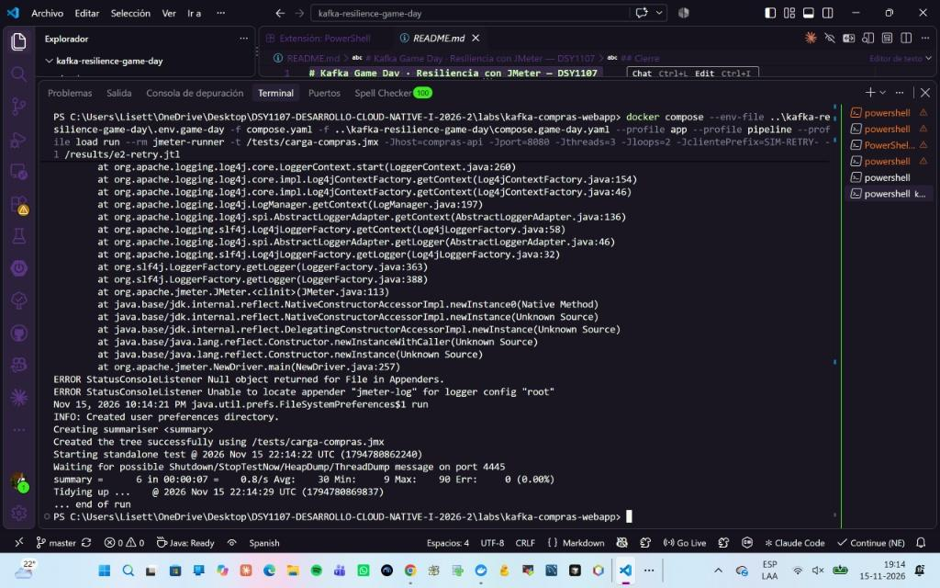 Archivo Editar Selección Ver Ir a ···
kafka-resilience-game-day
Explorador ···
kafka-resilience-game-day
Extensión: PowerShell
README.md
README.md > # Kafka Game Day · Resiliencia con JMeter — DSY1107 > ## Cierre
Editor de texto
1 # Kafka Game Day · Resiliencia con JMeter — DSY1107
Chat Ctrl+L Edit Ctrl+I
Problemas Salida Consola de depuración Terminal Puertos Spell Checker 100
PS C:\Users\Lisett\OneDrive\Desktop\DSY1107-DESARROLLO-CLOUD-NATIVE-I-2026-2\labs\kafka-compras-webapp> docker compose --env-file ..\kafka-re
silience-game-day\.env.game-day -f compose.yaml -f ..\kafka-resilience-game-day\compose.game-day.yaml --profile app --profile pipeline --prof
ile load run --rm jmeter-runner -t /tests/carga-compras.jmx -Jhost=compras-api -Jport=8080 -Jthreads=3 -Jloops=2 -JclientePrefix=SIM-RETRY- -
l /results/e2-retry.jtl
at org.apache.logging.log4j.core.LoggerContext.start(LoggerContext.java:260)
at org.apache.logging.log4j.core.impl.Log4jContextFactory.getContext(Log4jContextFactory.java:154)
at org.apache.logging.log4j.core.impl.Log4jContextFactory.getContext(Log4jContextFactory.java:46)
at org.apache.logging.log4j.LogManager.getContext(LogManager.java:197)
at org.apache.logging.log4j.spi.AbstractLoggerAdapter.getContext(AbstractLoggerAdapter.java:136)
at org.apache.logging.slf4j.Log4jLoggerFactory.getContext(Log4jLoggerFactory.java:58)
at org.apache.logging.log4j.spi.AbstractLoggerAdapter.getLogger(AbstractLoggerAdapter.java:46)
at org.apache.logging.slf4j.Log4jLoggerFactory.getLogger(Log4jLoggerFactory.java:32)
at org.slf4j.LoggerFactory.getLogger(LoggerFactory.java:363)
at org.slf4j.LoggerFactory.getLogger(LoggerFactory.java:388)
at org.apache.jmeter.JMeter.<clinit>(JMeter.java:113)
at java.base/jdk.internal.reflect.NativeConstructorAccessorImpl.newInstance0(Native Method)
at java.base/jdk.internal.reflect.NativeConstructorAccessorImpl.newInstance(Unknown Source)
at java.base/jdk.internal.reflect.DelegatingConstructorAccessorImpl.newInstance(Unknown Source)
at java.base/java.lang.reflect.Constructor.newInstanceWithCaller(Unknown Source)
at java.base/java.lang.reflect.Constructor.newInstance(Unknown Source)
at org.apache.jmeter.NewDriver.main(NewDriver.java:257)
ERROR StatusConsoleListener Null object returned for File in Appenders.
ERROR StatusConsoleListener Unable to locate appender "jmeter-log" for logger config "root"
Nov 15, 2026 10:14:21 PM java.util.prefs.FileSystemPreferences$1 run
INFO: Created user preferences directory.
Creating summariser <summary>
Created the tree successfully using /tests/carga-compras.jmx
Starting standalone test @ 2026 Nov 15 22:14:22 UTC (1794780862240)
Waiting for possible Shutdown/StopTestNow/HeapDump/ThreadDump message on port 4445
summary = 6 in 00:00:07 = 0.8/s Avg: 30 Min: 9 Max: 90 Err: 0 (0.00%)
Tidying up ... @ 2026 Nov 15 22:14:29 UTC (1794780869837)
... end of run
PS C:\Users\Lisett\OneDrive\Desktop\DSY1107-DESARROLLO-CLOUD-NATIVE-I-2026-2\labs\kafka-compras-webapp>
powershell
powershell
PowerShel...
powershell
powershell
powershell k...
master 0 0 Java: Ready Spanish Espacios: 4 UTF-8 CRLF Markdown Go Live Claude Code Continue (NE)
22°
ESP
LAA
19:14
15-11-2026